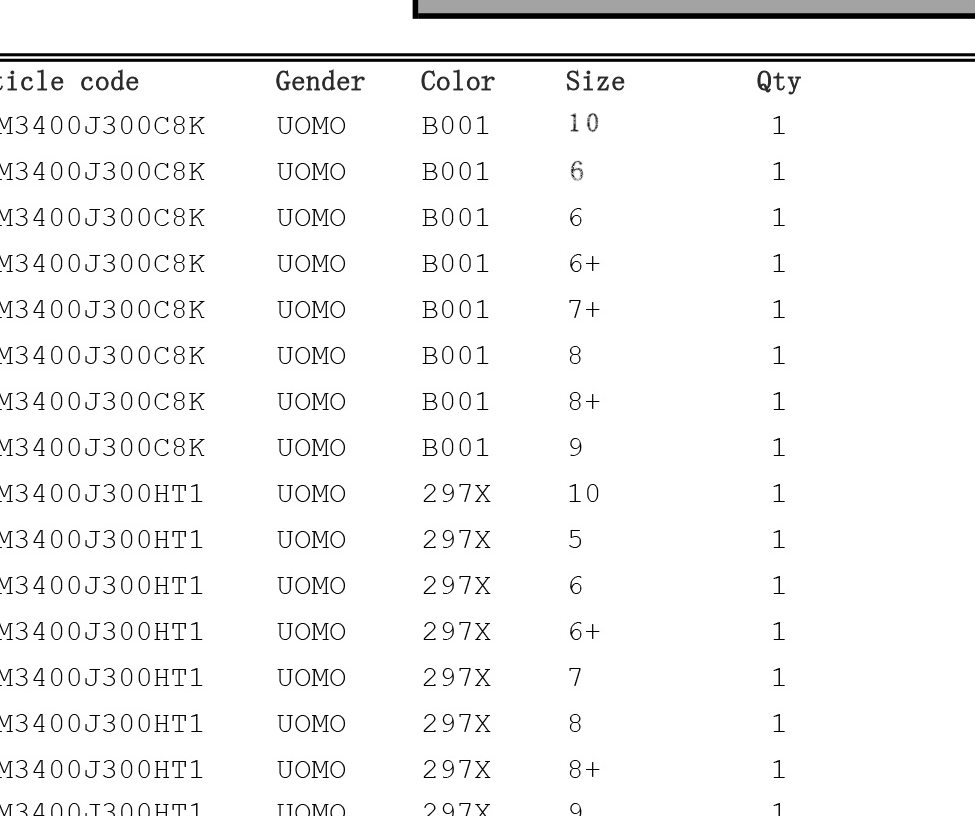 ticle code Gender Color Size Qty
M3400J300C8K UOMO B001 10 1
M3400J300C8K UOMO B001 6 1
M3400J300C8K UOMO B001 6 1
M3400J300C8K UOMO B001 6+ 1
M3400J300C8K UOMO B001 7+ 1
M3400J300C8K UOMO B001 8 1
M3400J300C8K UOMO B001 8+ 1
M3400J300C8K UOMO B001 9 1
M3400J300HT1 UOMO 297X 10 1
M3400J300HT1 UOMO 297X 5 1
M3400J300HT1 UOMO 297X 6 1
M3400J300HT1 UOMO 297X 6+ 1
M3400J300HT1 UOMO 297X 7 1
M3400J300HT1 UOMO 297X 8 1
M3400J300HT1 UOMO 297X 8+ 1
M3400J300HT1 UOMO 297X 9 1